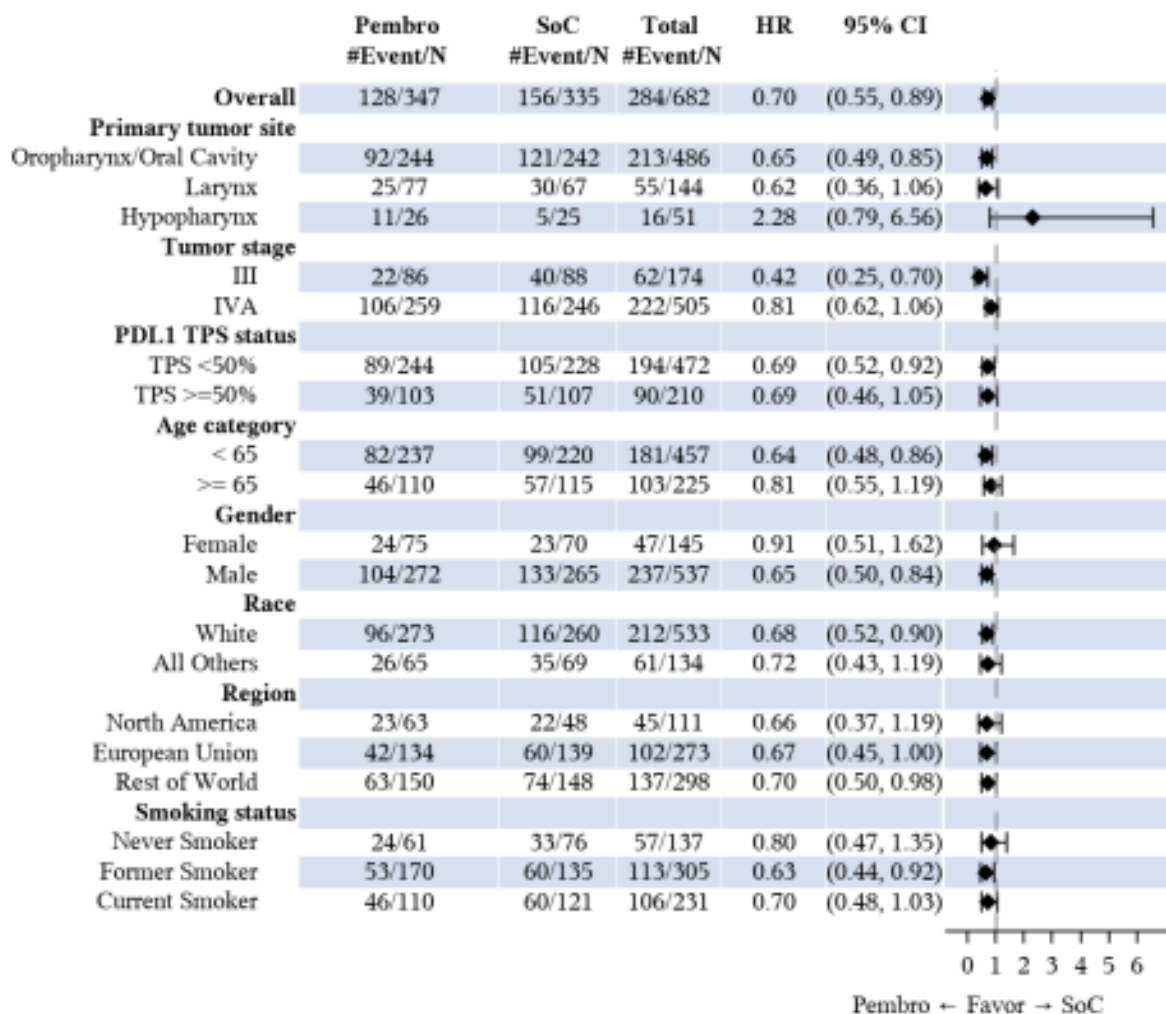 Pembro SoC Total HR 95% CI
#Event/N #Event/N #Event/N
Overall 128/347 156/335 284/682 0.70 (0.55, 0.89)
Primary tumor site
Oropharynx/Oral Cavity 92/244 121/242 213/486 0.65 (0.49, 0.85)
Larynx 25/77 30/67 55/144 0.62 (0.36, 1.06)
Hypopharynx 11/26 5/25 16/51 2.28 (0.79, 6.56)
Tumor stage
III 22/86 40/88 62/174 0.42 (0.25, 0.70)
IVA 106/259 116/246 222/505 0.81 (0.62, 1.06)
PDL1 TPS status
TPS <50% 89/244 105/228 194/472 0.69 (0.52, 0.92)
TPS >=50% 39/103 51/107 90/210 0.69 (0.46, 1.05)
Age category
< 65 82/237 99/220 181/457 0.64 (0.48, 0.86)
>= 65 46/110 57/115 103/225 0.81 (0.55, 1.19)
Gender
Female 24/75 23/70 47/145 0.91 (0.51, 1.62)
Male 104/272 133/265 237/537 0.65 (0.50, 0.84)
Race
White 96/273 116/260 212/533 0.68 (0.52, 0.90)
All Others 26/65 35/69 61/134 0.72 (0.43, 1.19)
Region
North America 23/63 22/48 45/111 0.66 (0.37, 1.19)
European Union 42/134 60/139 102/273 0.67 (0.45, 1.00)
Rest of World 63/150 74/148 137/298 0.70 (0.50, 0.98)
Smoking status
Never Smoker 24/61 33/76 57/137 0.80 (0.47, 1.35)
Former Smoker 53/170 60/135 113/305 0.63 (0.44, 0.92)
Current Smoker 46/110 60/121 106/231 0.70 (0.48, 1.03)
0 1 2 3 4 5 6
Pembro ← Favor → SoC